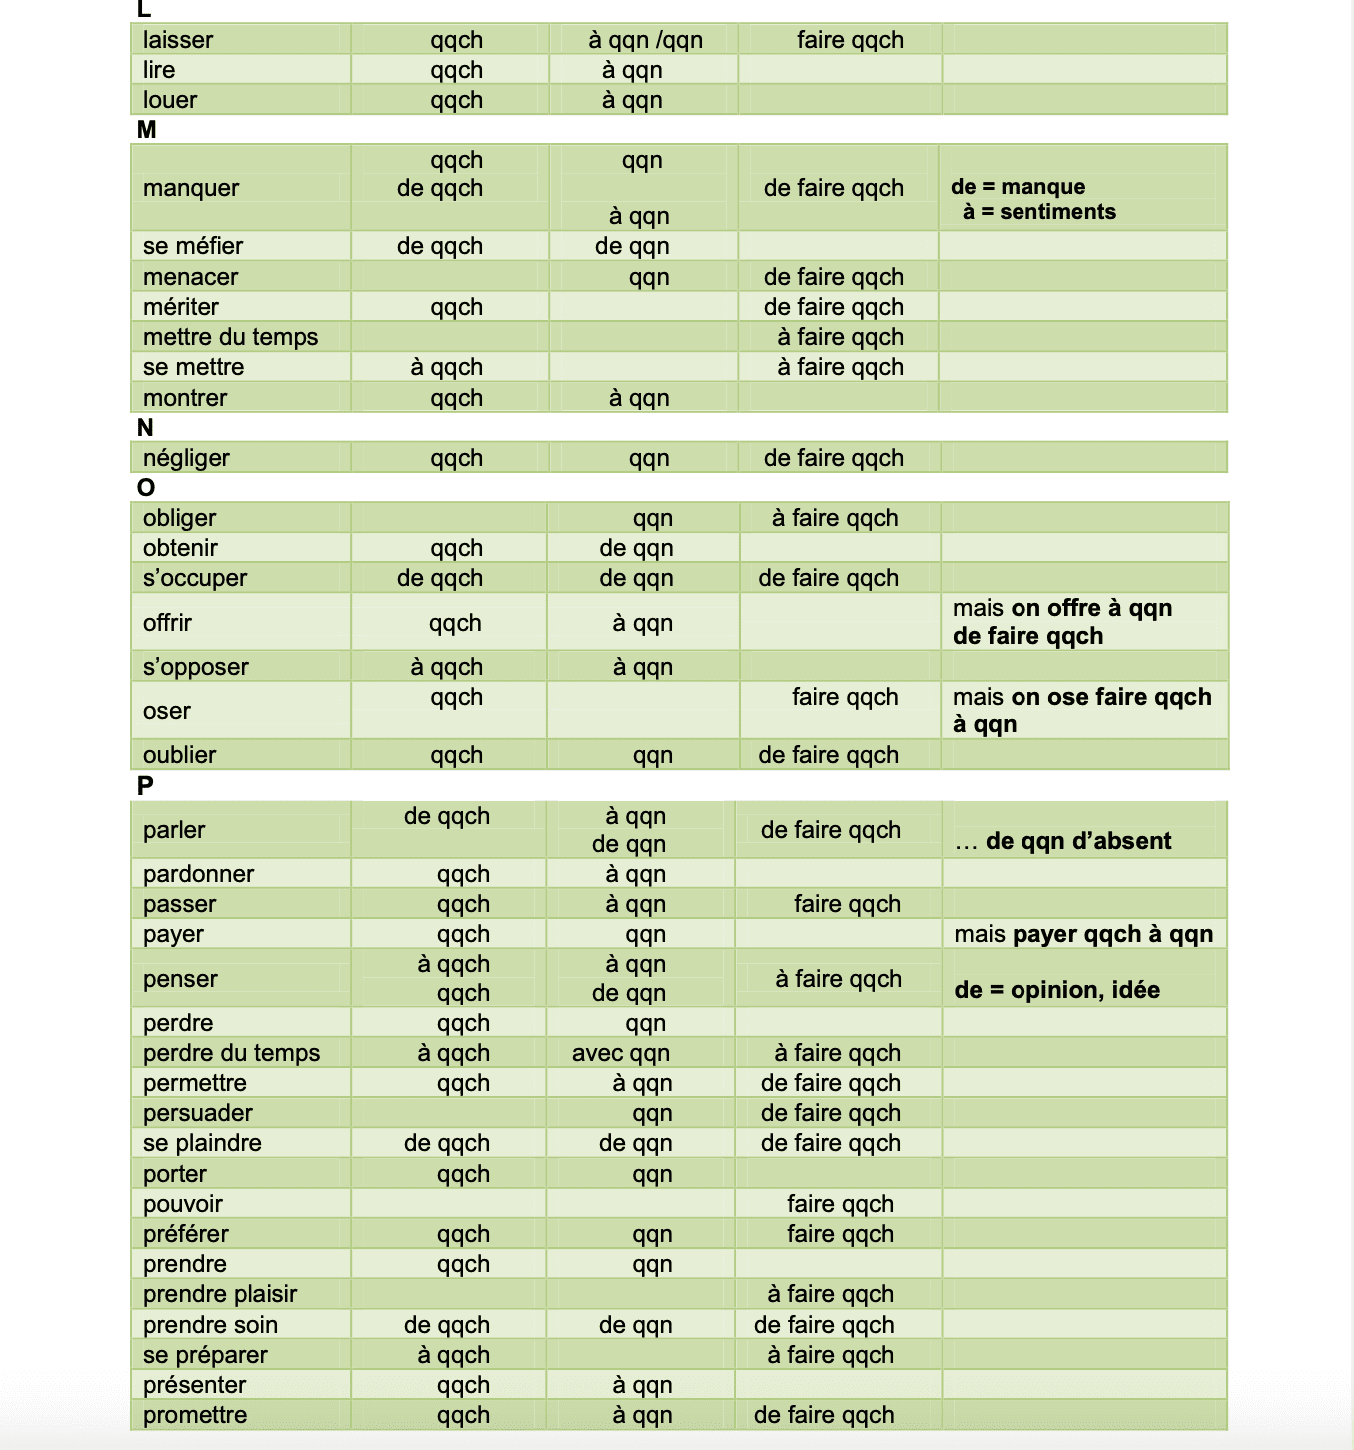 L
laisser qqch à qqn /qqn faire qqch
lire qqch à qqn
louer qqch à qqn
M
qqch qqn
manquer de qqch de faire qqch de = manque
à qqn à = sentiments
se méfier de qqch de qqn
menacer qqn de faire qqch
mériter qqch de faire qqch
mettre du temps à faire qqch
se mettre à qqch à faire qqch
montrer qqch à qqn
N
négliger qqch qqn de faire qqch
O
obliger qqn à faire qqch
obtenir qqch de qqn
s’occuper de qqch de qqn de faire qqch
offrir qqch à qqn mais on offre à qqn
de faire qqch
s’opposer à qqch à qqn
oser qqch faire qqch mais on ose faire qqch
à qqn
oublier qqch qqn de faire qqch
P
parler de qqch à qqn de faire qqch
de qqn … de qqn d’absent
pardonner qqch à qqn
passer qqch à qqn faire qqch
payer qqch qqn mais payer qqch à qqn
penser à qqch à qqn à faire qqch
qqch de qqn de = opinion, idée
perdre qqch qqn
perdre du temps à qqch avec qqn à faire qqch
permettre qqch à qqn de faire qqch
persuader qqn de faire qqch
se plaindre de qqch de qqn de faire qqch
porter qqch qqn
pouvoir faire qqch
préférer qqch qqn faire qqch
prendre qqch qqn
prendre plaisir à faire qqch
prendre soin de qqch de qqn de faire qqch
se préparer à qqch à faire qqch
présenter qqch à qqn
promettre qqch à qqn de faire qqch